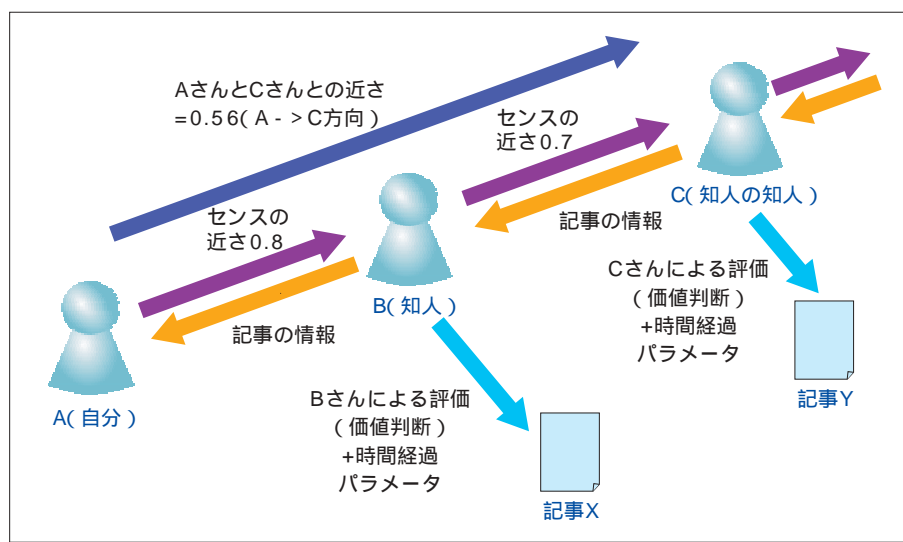 AさんとCさんとの近さ
=0.56( A - > C方向 )
センスの
近さ0.7
C( 知人の知人 )
センスの
近さ0.8
記事の情報
B( 知人 )
記事の情報
A( 自分 )
Cさんによる評価
( 価値判断 )
+時間経過
パラメータ
記事Y
Bさんによる評価
( 価値判断 )
+時間経過
パラメータ
記事X